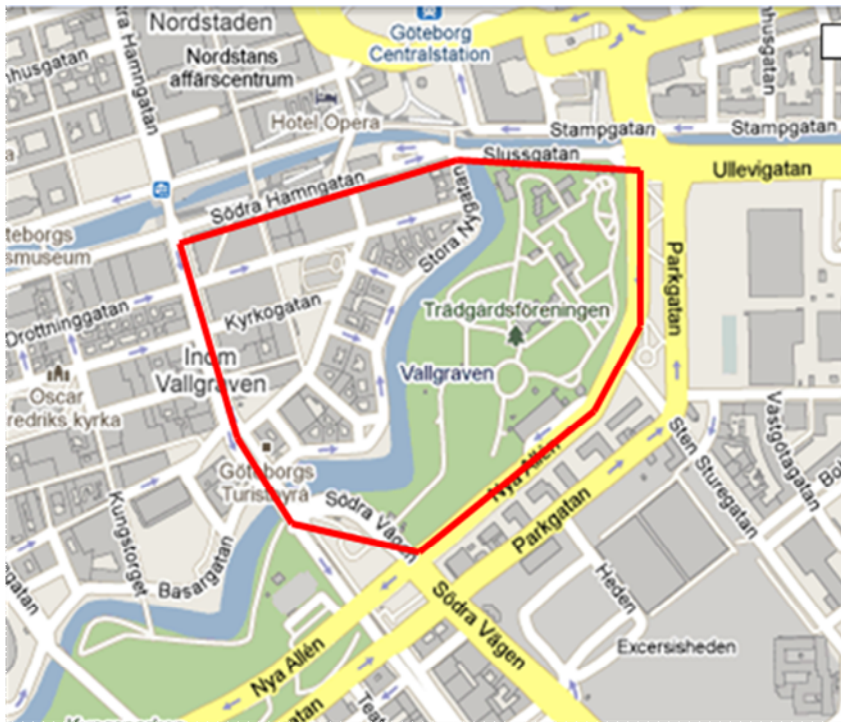 Nordstaden
Göteborg
Centralstation
Nordstans
affärscentrum
Hotel Opera
Stampgatan
Stampgatan
Slussgatan
Ullevigatan
Södra Hamngatan
Stora Nygatan
Parkgatan
Drottninggatan
Kyrkogatan
Trädgårdsföreningen
Inom
Vallgraven
Vallgraven
Oscar
Göteborgs
Södra Vägen
Nya Allén
Parkgatan
Sten Sturegatan
Västgötagatan
Kungstorget
Basargatan
Heden
Södra Vägen
Excersisheden
Nya Allén